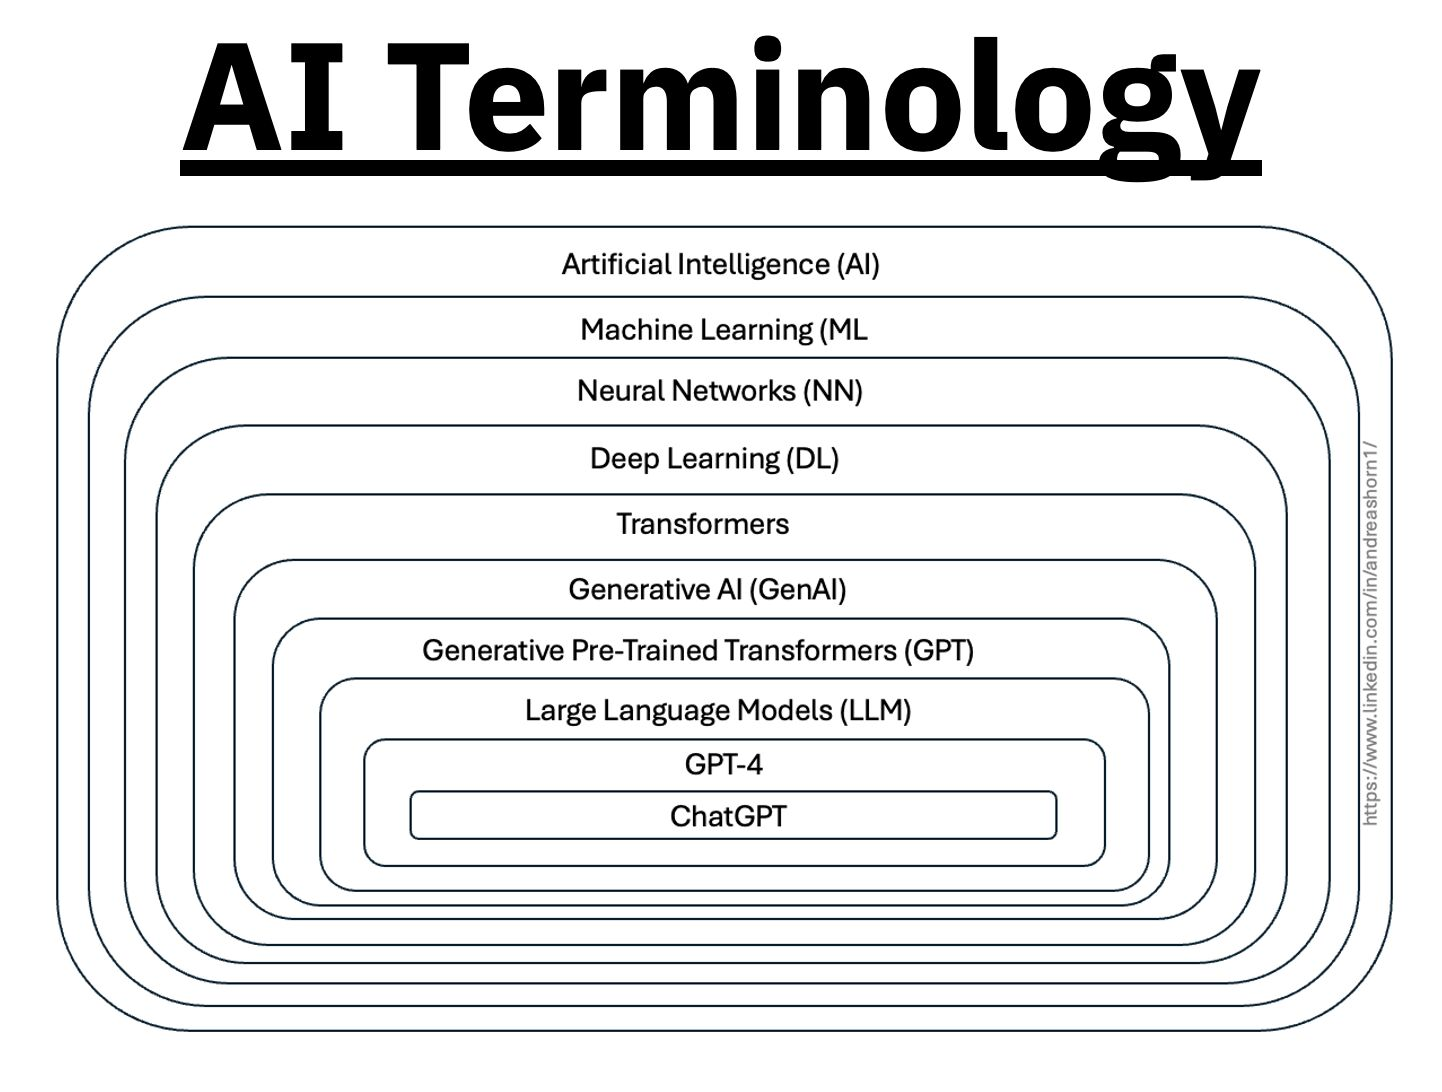 AI Terminology
Artificial Intelligence (AI)
Machine Learning (ML
Neural Networks (NN)
Deep Learning (DL)
Transformers
Generative AI (GenAI)
Generative Pre-Trained Transformers (GPT)
Large Language Models (LLM)
GPT-4
ChatGPT
https://www.linkedin.com/in/andreashorn1/